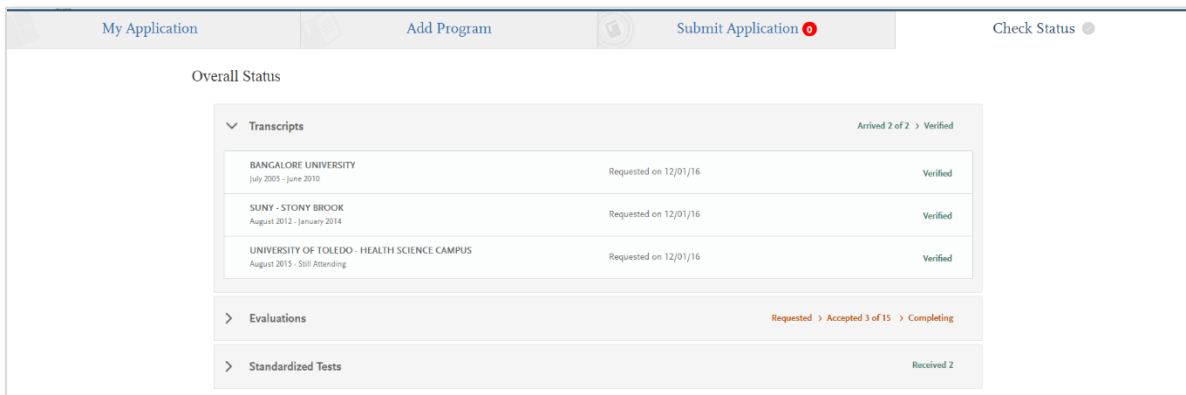 My Application
Add Program
Submit Application 0
Check Status
Overall Status
Transcripts
Arrived 2 of 2 > Verified
BANGALORE UNIVERSITY
July 2005 - June 2010
Requested on 12/01/16
Verified
SUNY - STONY BROOK
August 2012 - January 2014
Requested on 12/01/16
Verified
UNIVERSITY OF TOLEDO - HEALTH SCIENCE CAMPUS
August 2015 - Still Attending
Requested on 12/01/16
Verified
Evaluations
Requested > Accepted 3 of 15 > Completing
Standardized Tests
Received 2